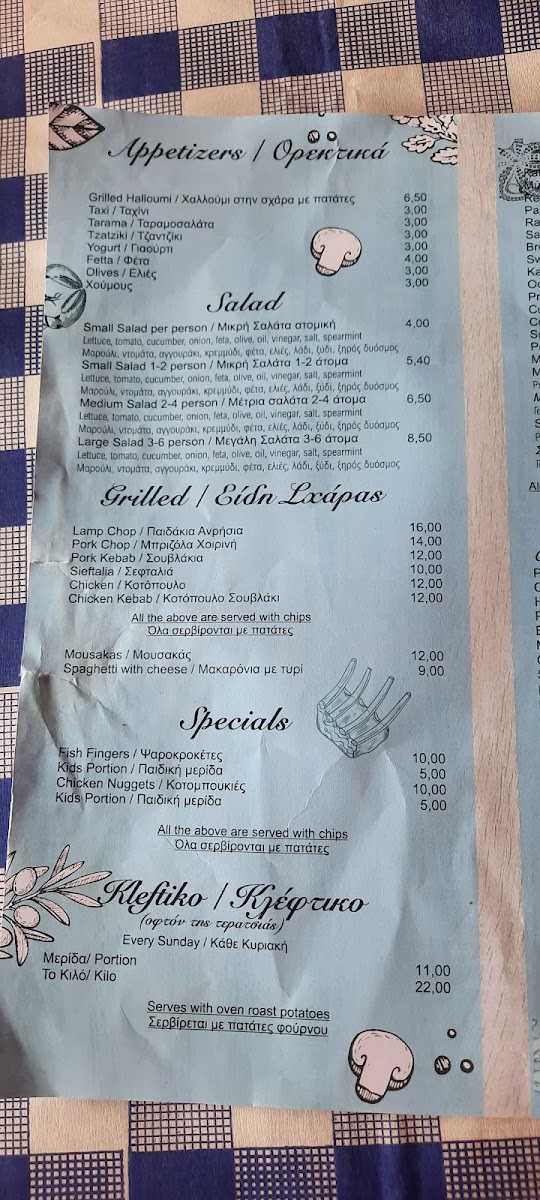 Appetizers / Ορεκτικά
Grilled Halloumi / Χαλλούμι στην σχάρα με πατάτες 6,50
Taxi / Ταχίνι 3,00
Tarama / Ταραμοσαλάτα 3,00
Tzatziki / Τζαντζίκι 3,00
Yogurt / Γιαούρτι 3,00
Fetta / Φέτα 4,00
Olives / Ελιές 3,00
Χούμους 3,00
Salad
Small Salad per person / Μικρή Σαλάτα ατομική 4,00
Lettuce, tomato, cucumber, onion, feta, olive, oil, vinegar, salt, spearmint
Μαρούλι, ντομάτα, αγγουράκι, κρεμμύδι, φέτα, ελιές, λάδι, ξύδι, ξηρός δυόσμος
Small Salad 1-2 person / Μικρή Σαλάτα 1-2 άτομα 5,40
Lettuce, tomato, cucumber, onion, feta, olive, oil, vinegar, salt, spearmint
Μαρούλι, ντομάτα, αγγουράκι, κρεμμύδι, φέτα, ελιές, λάδι, ξύδι, ξηρός δυόσμος
Medium Salad 2-4 person / Μέτρια σαλάτα 2-4 άτομα 6,50
Lettuce, tomato, cucumber, onion, feta, olive, oil, vinegar, salt, spearmint
Μαρούλι, ντομάτα, αγγουράκι, κρεμμύδι, φέτα, ελιές, λάδι, ξύδι, ξηρός δυόσμος
Large Salad 3-6 person / Μεγάλη Σαλάτα 3-6 άτομα 8,50
Lettuce, tomato, cucumber, onion, feta, olive, oil, vinegar, salt, spearmint
Μαρούλι, ντομάτα, αγγουράκι, κρεμμύδι, φέτα, ελιές, λάδι, ξύδι, ξηρός δυόσμος
Grilled / Είδη Σχάρας
Lamp Chop / Παιδάκια Ανρήσια 16,00
Pork Chop / Μπριζόλα Χοιρινή 14,00
Pork Kebab / Σουβλάκια 12,00
Sieftalia / Σεφταλιά 10,00
Chicken / Κοτόπουλο 12,00
Chicken Kebab / Κοτόπουλο Σουβλάκι 12,00
All the above are served with chips
Όλα σερβίρονται με πατάτες
Mousakas / Μουσακάς 12,00
Spaghetti with cheese / Μακαρόνια με τυρί 9,00
Specials
Fish Fingers / Ψαροκροκέτες 10,00
Kids Portion / Παιδική μερίδα 5,00
Chicken Nuggets / Κοτομπουκιές 10,00
Kids Portion / Παιδική μερίδα 5,00
All the above are served with chips
Όλα σερβίρονται με πατάτες
Kleftiko / Κλέφτικο
(οφτόν της τερατσιάς)
Every Sunday / Κάθε Κυριακή
Μερίδα/ Portion 11,00
Το Κιλό/ Kilo 22,00
Serves with oven roast potatoes
Σερβίρεται με πατάτες φούρνου